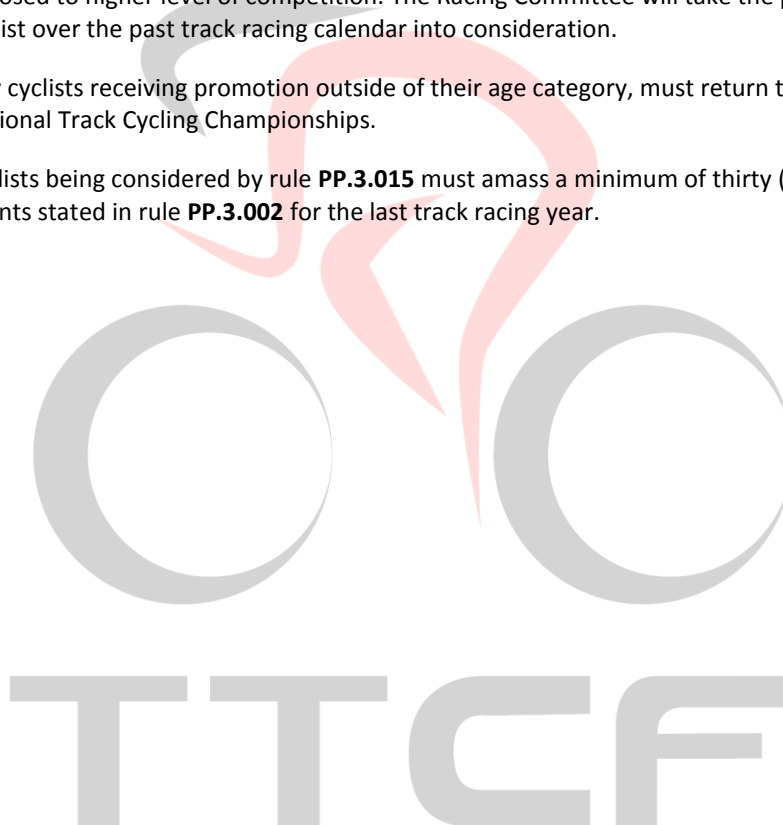 osed to higher level of competition. The Racing Committee will take the p
ist over the past track racing calendar into consideration.
y cyclists receiving promotion outside of their age category, must return t
ional Track Cycling Championships.
lists being considered by rule PP.3.015 must amass a minimum of thirty (
nts stated in rule PP.3.002 for the last track racing year.
TTCF